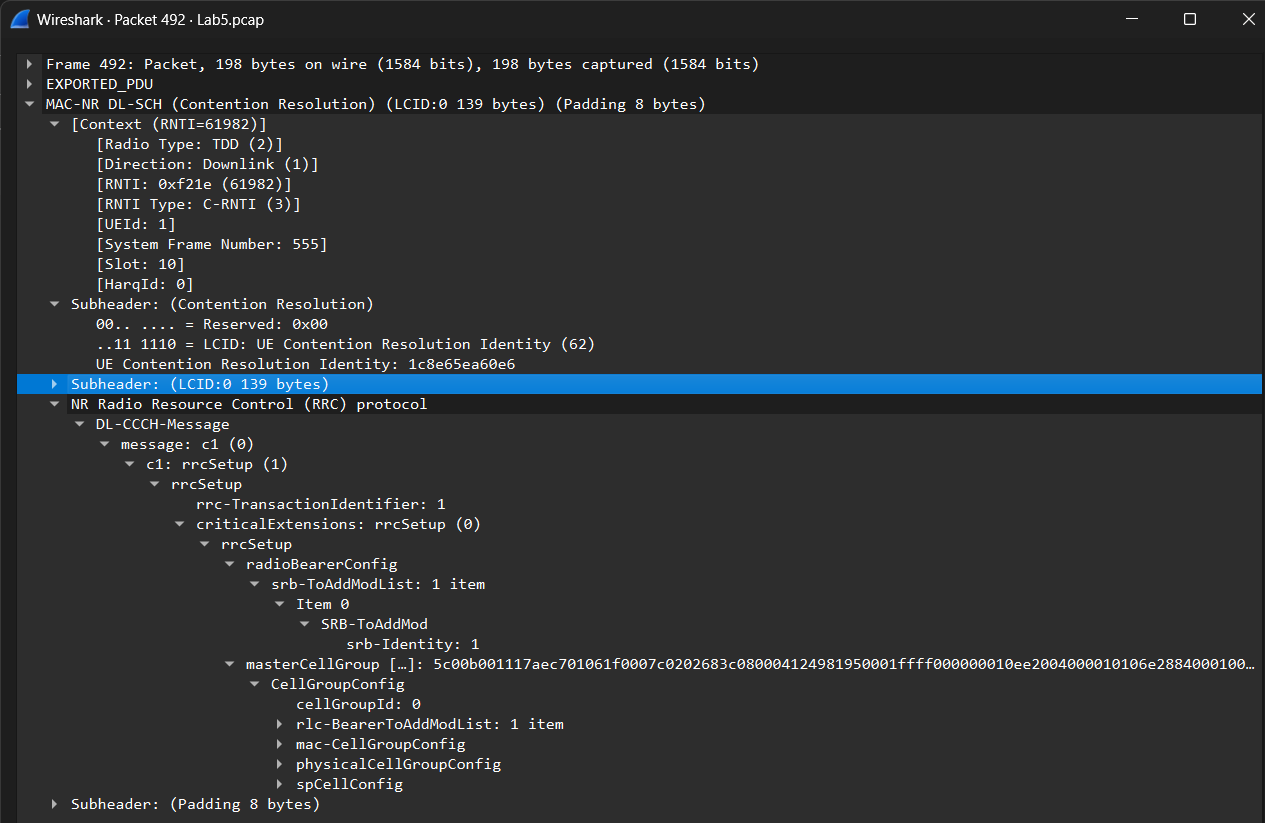 Wireshark · Packet 492 · Lab5.pcap
Frame 492: Packet, 198 bytes on wire (1584 bits), 198 bytes captured (1584 bits)
EXPORTED_PDU
MAC-NR DL-SCH (Contention Resolution) (LCID:0 139 bytes) (Padding 8 bytes)
[Context (RNTI=61982)]
[Radio Type: TDD (2)]
[Direction: Downlink (1)]
[RNTI: 0xf21e (61982)]
[RNTI Type: C-RNTI (3)]
[UEId: 1]
[System Frame Number: 555]
[Slot: 10]
[HarqId: 0]
Subheader: (Contention Resolution)
00.. .... = Reserved: 0x00
..11 1110 = LCID: UE Contention Resolution Identity (62)
UE Contention Resolution Identity: 1c8e65ea60e6
Subheader: (LCID:0 139 bytes)
NR Radio Resource Control (RRC) protocol
DL-CCCH-Message
message: c1 (0)
c1: rrcSetup (1)
rrcSetup
rrc-TransactionIdentifier: 1
criticalExtensions: rrcSetup (0)
rrcSetup
radioBearerConfig
srb-ToAddModList: 1 item
Item 0
SRB-ToAddMod
srb-Identity: 1
masterCellGroup […]: 5c00b001117aec701061f0007c0202683c080004124981950001ffff000000010ee2004000010106e2884000100…
CellGroupConfig
cellGroupId: 0
rlc-BearerToAddModList: 1 item
mac-CellGroupConfig
physicalCellGroupConfig
spCellConfig
Subheader: (Padding 8 bytes)